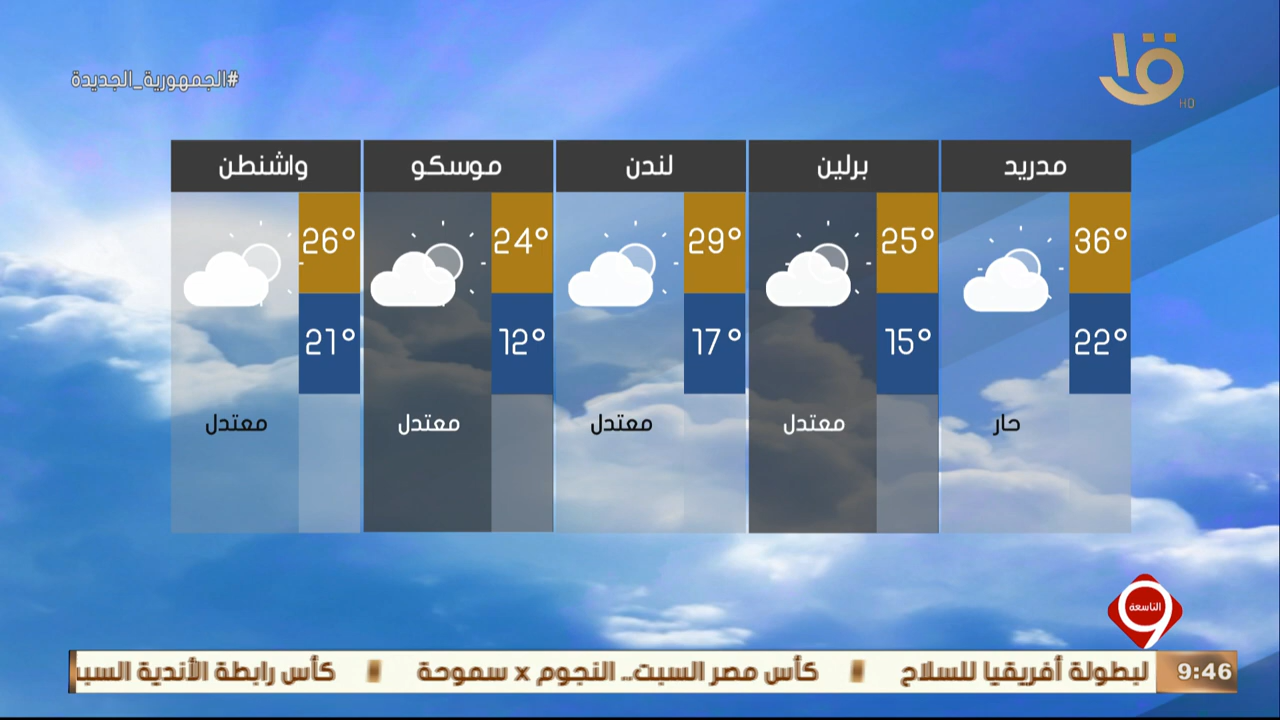 #الجمهورية_الجديدة
HD
مدريد
36°
22°
حار
برلين
25°
15°
معتدل
لندن
29°
17°
معتدل
موسكو
24°
12°
معتدل
واشنطن
26°
21°
معتدل
التاسعة
9
9:46 لبطولة أفريقيا للسلاح كأس مصر السبت.. النجوم x سموحة كأس رابطة الأندية